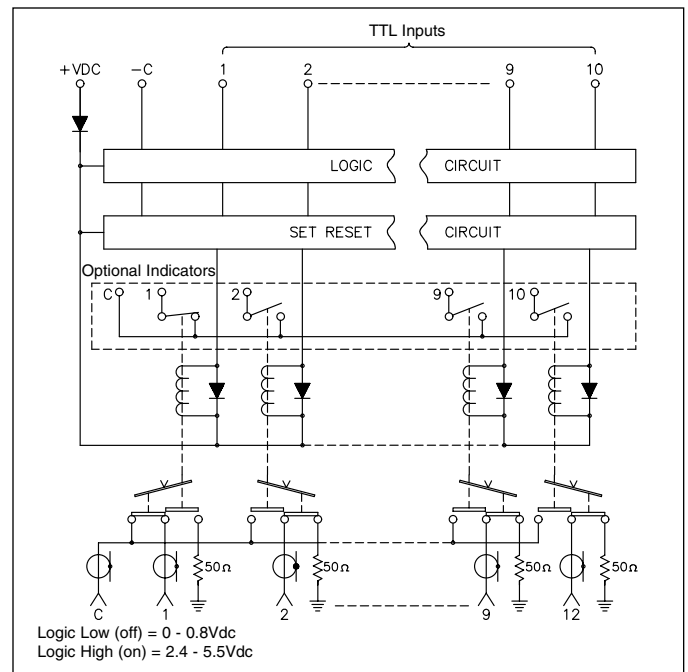 TTL Inputs
+VDC -C 1 2 9 10
LOGIC CIRCUIT
SET RESET CIRCUIT
Optional Indicators
C 1 2 9 10
50Ω 50Ω 50Ω 50Ω
C 1 2 9 12
Logic Low (off) = 0 - 0.8Vdc
Logic High (on) = 2.4 - 5.5Vdc